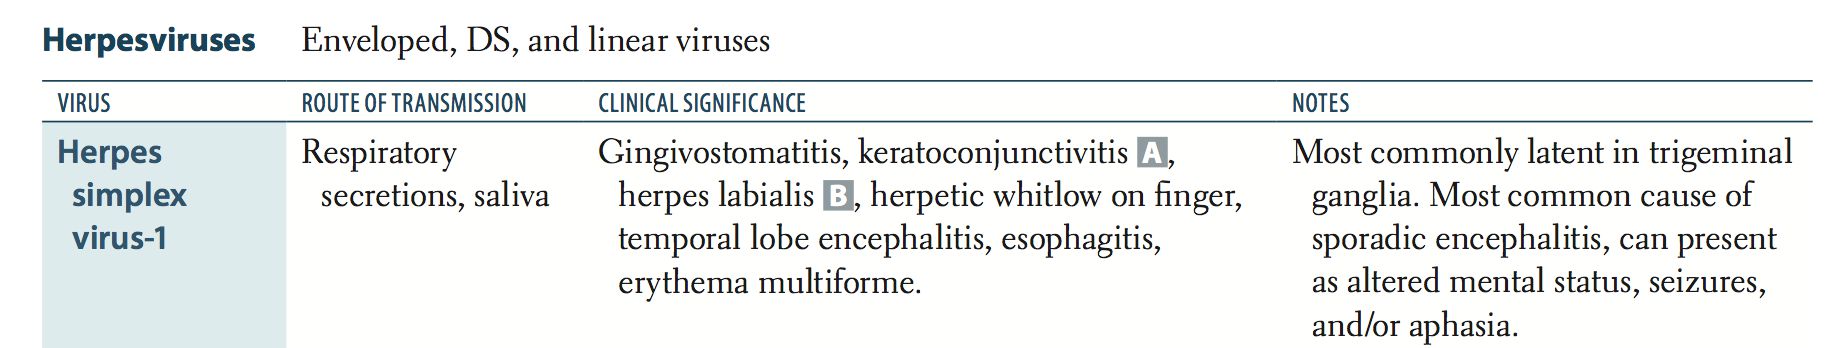 Herpesviruses Enveloped, DS, and linear viruses
VIRUS ROUTE OF TRANSMISSION CLINICAL SIGNIFICANCE NOTES
Herpes
simplex
virus-1
Respiratory
secretions, saliva
Gingivostomatitis, keratoconjunctivitis A,
herpes labialis B, herpetic whitlow on finger,
temporal lobe encephalitis, esophagitis,
erythema multiforme.
Most commonly latent in trigeminal
ganglia. Most common cause of
sporadic encephalitis, can present
as altered mental status, seizures,
and/or aphasia.